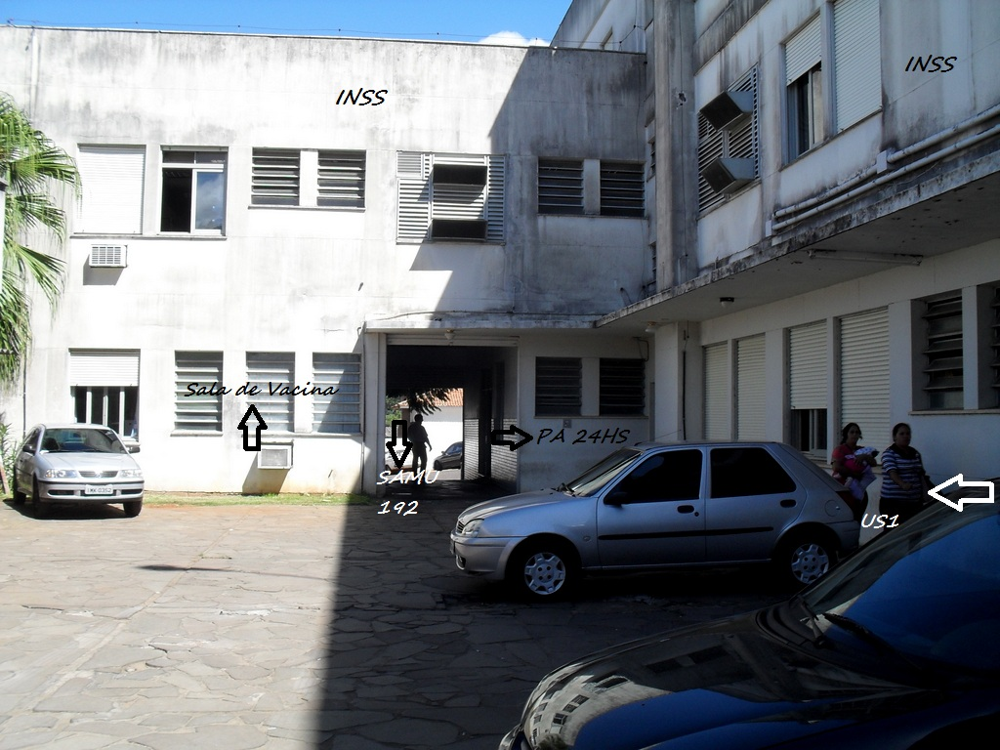 INSS
INSS
Sala de Vacina
PA 24HS
SAMU
192
US1